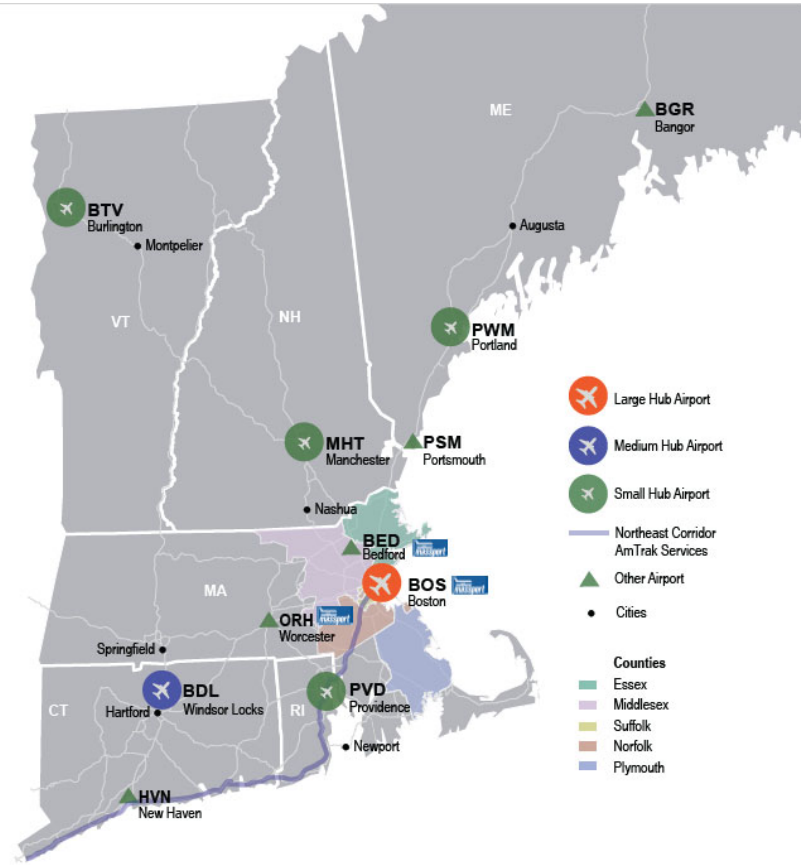 ME
BGR
Bangor
BTV
Burlington
Montpelier
Augusta
VT
NH
PWM
Portland
MHT
Manchester
PSM
Portsmouth
Nashua
BED
Bedford
massport
MA
BOS
Boston
massport
ORH
Worcester
massport
Springfield
BDL
Windsor Locks
CT
Hartford
RI
PVD
Providence
Newport
HVN
New Haven
Large Hub Airport
Medium Hub Airport
Small Hub Airport
Northeast Corridor
AmTrak Services
Other Airport
Cities
Counties
Essex
Middlesex
Suffolk
Norfolk
Plymouth